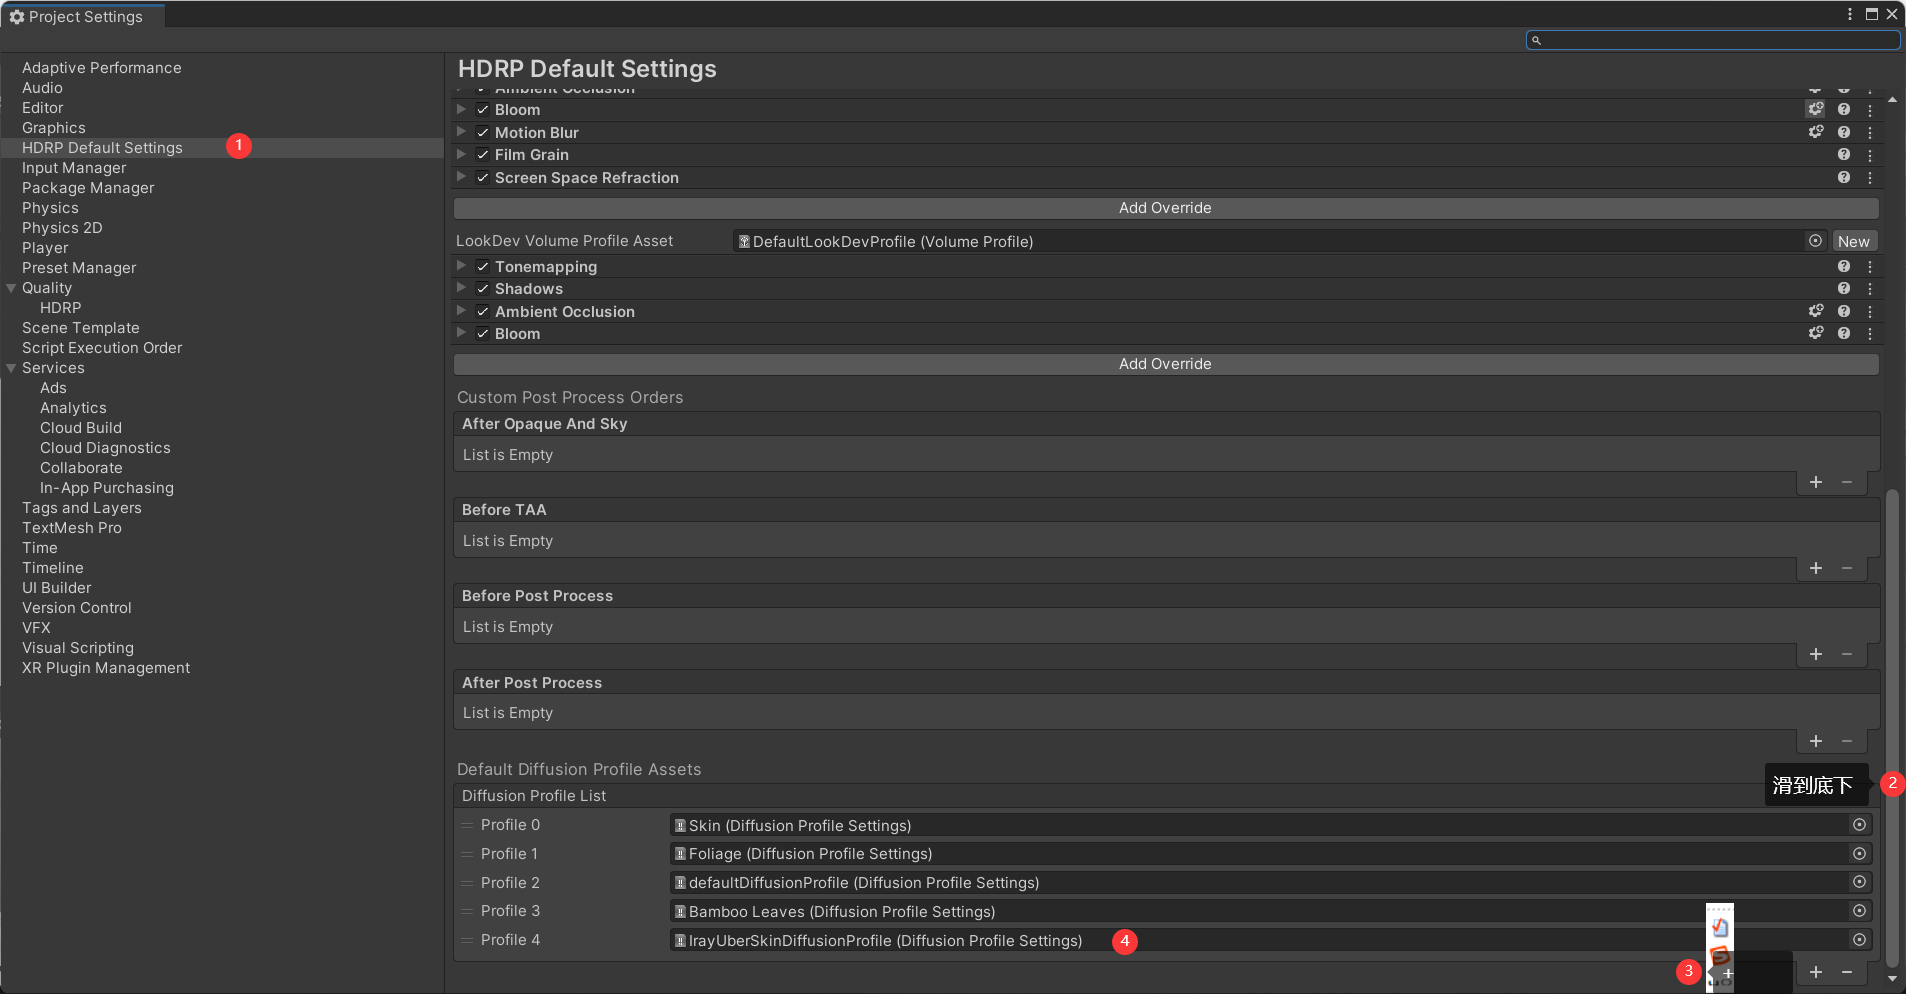 Project Settings
Adaptive Performance
Audio
Editor
Graphics
HDRP Default Settings
1
Input Manager
Package Manager
Physics
Physics 2D
Player
Preset Manager
Quality
HDRP
Scene Template
Script Execution Order
Services
Ads
Analytics
Cloud Build
Cloud Diagnostics
Collaborate
In-App Purchasing
Tags and Layers
TextMesh Pro
Time
Timeline
UI Builder
Version Control
VFX
Visual Scripting
XR Plugin Management
HDRP Default Settings
Ambient Occlusion
Bloom
Motion Blur
Film Grain
Screen Space Refraction
Add Override
LookDev Volume Profile Asset DefaultLookDevProfile (Volume Profile) New
Tonemapping
Shadows
Ambient Occlusion
Bloom
Add Override
Custom Post Process Orders
After Opaque And Sky
List is Empty
+ −
Before TAA
List is Empty
+ −
Before Post Process
List is Empty
+ −
After Post Process
List is Empty
+ −
Default Diffusion Profile Assets
滑到底下 2
Diffusion Profile List
Profile 0 Skin (Diffusion Profile Settings)
Profile 1 Foliage (Diffusion Profile Settings)
Profile 2 defaultDiffusionProfile (Diffusion Profile Settings)
Profile 3 Bamboo Leaves (Diffusion Profile Settings)
Profile 4 IrayUberSkinDiffusionProfile (Diffusion Profile Settings) 4
3 + + −